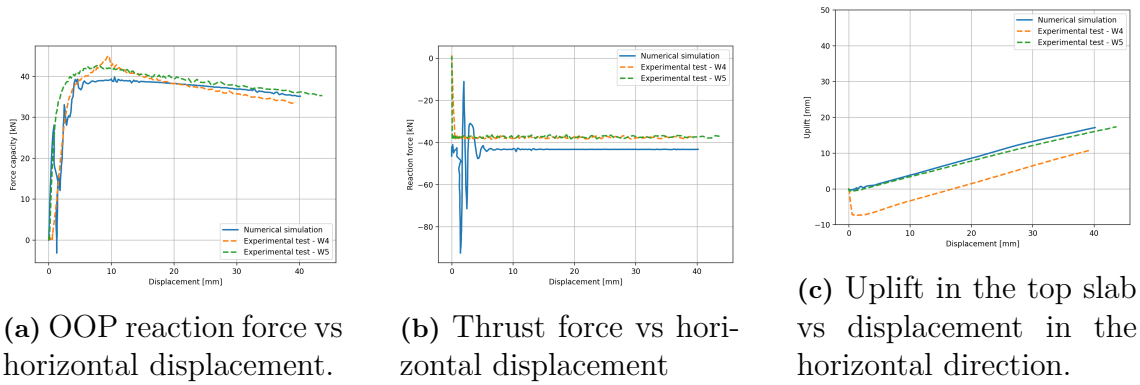 40
30
20
10
0
Force capacity [kN]
0 10 20 30 40
Displacement [mm]
Numerical simulation
Experimental test - W4
Experimental test - W5
(a) OOP reaction force vs
horizontal displacement.
0
−20
−40
−60
−80
Reaction force [kN]
0 10 20 30 40
Displacement [mm]
Numerical simulation
Experimental test - W4
Experimental test - W5
(b) Thrust force vs hori-
zontal displacement
50
40
30
20
10
0
−10
Uplift [mm]
0 10 20 30 40
Displacement [mm]
Numerical simulation
Experimental test - W4
Experimental test - W5
(c) Uplift in the top slab
vs displacement in the
horizontal direction.